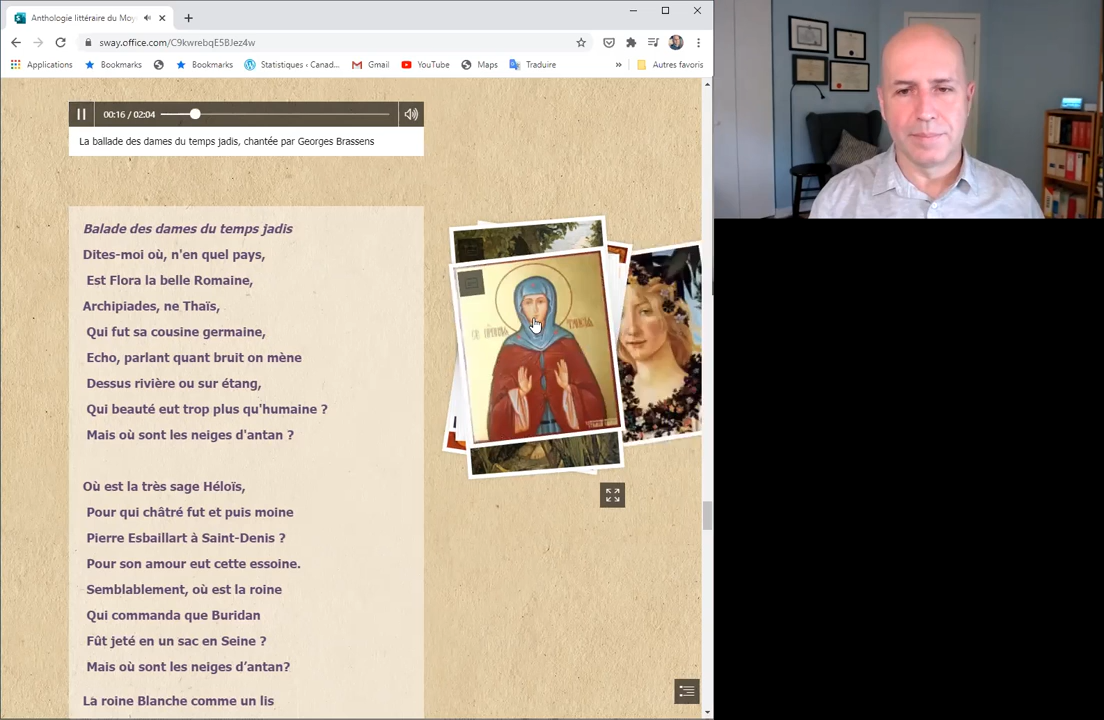 Anthologie littéraire du Moy
sway.office.com/C9kwrebqE5BJez4w
Applications
Bookmarks
Bookmarks
Statistiques ‹ Canad...
Gmail
YouTube
Maps
Traduire
»
Autres favoris
00:16 / 02:04
La ballade des dames du temps jadis, chantée par Georges Brassens
Balade des dames du temps jadis
Dites-moi où, n'en quel pays,
Est Flora la belle Romaine,
Archipiades, ne Thaïs,
Qui fut sa cousine germaine,
Echo, parlant quant bruit on mène
Dessus rivière ou sur étang,
Qui beauté eut trop plus qu'humaine ?
Mais où sont les neiges d'antan ?
Où est la très sage Héloïs,
Pour qui châtré fut et puis moine
Pierre Esbaillart à Saint-Denis ?
Pour son amour eut cette essoine.
Semblablement, où est la roine
Qui commanda que Buridan
Fût jeté en un sac en Seine ?
Mais où sont les neiges d’antan?
La roine Blanche comme un lis